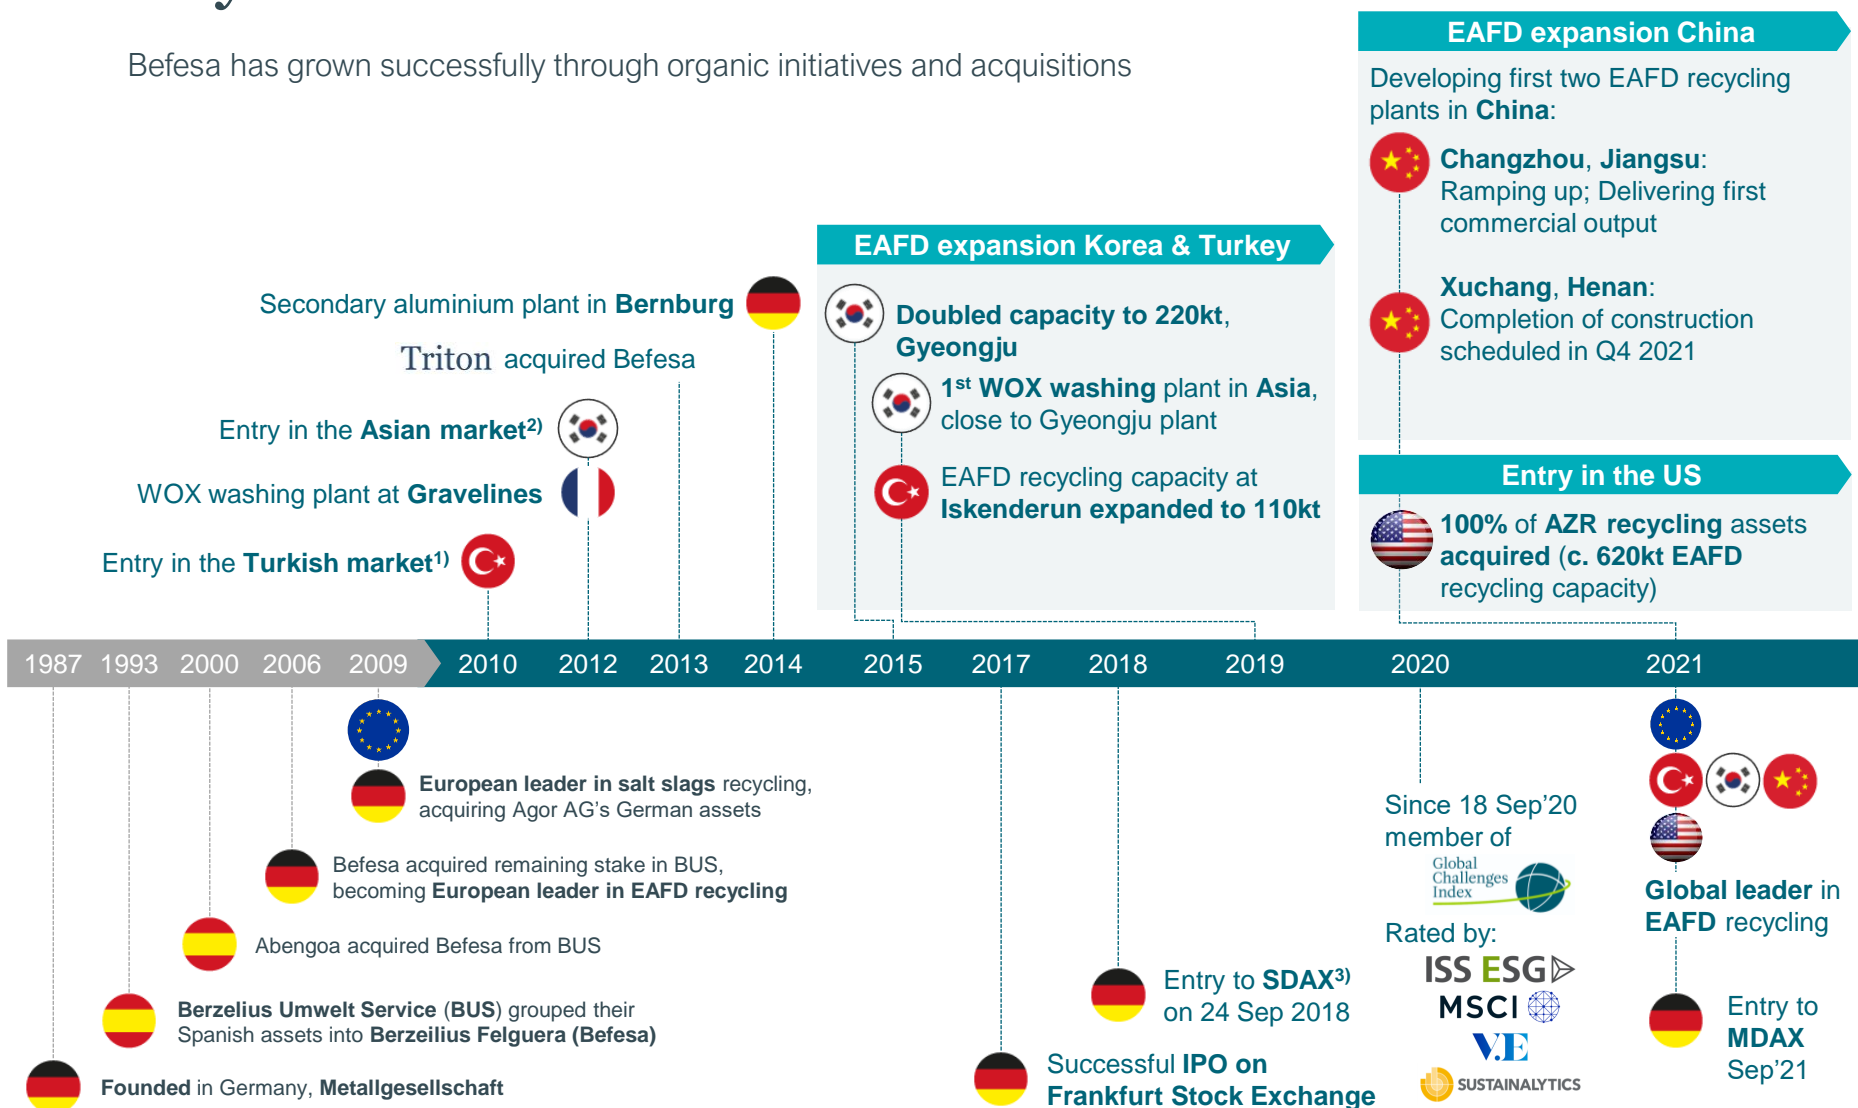 Befesa has grown successfully through organic initiatives and acquisitions
EAFD expansion China
Developing first two EAFD recycling
plants in China:
Changzhou, Jiangsu:
Ramping up; Delivering first
commercial output
Xuchang, Henan:
Completion of construction
scheduled in Q4 2021
EAFD expansion Korea & Turkey
Doubled capacity to 220kt,
Gyeongju
1st WOX washing plant in Asia,
close to Gyeongju plant
EAFD recycling capacity at
Iskenderun expanded to 110kt
Secondary aluminium plant in Bernburg
Triton acquired Befesa
Entry in the Asian market2)
WOX washing plant at Gravelines
Entry in the Turkish market1)
Entry in the US
100% of AZR recycling assets
acquired (c. 620kt EAFD
recycling capacity)
1987 1993 2000 2006 2009 2010 2012 2013 2014 2015 2017 2018 2019 2020 2021
European leader in salt slags recycling,
acquiring Agor AG’s German assets
Befesa acquired remaining stake in BUS,
becoming European leader in EAFD recycling
Abengoa acquired Befesa from BUS
Berzelius Umwelt Service (BUS) grouped their
Spanish assets into Berzeilius Felguera (Befesa)
Founded in Germany, Metallgesellschaft
Successful IPO on
Frankfurt Stock Exchange
Entry to SDAX3)
on 24 Sep 2018
Since 18 Sep’20
member of
Global
Challenges
Index
Rated by:
ISS ESG
MSCI
V.E
SUSTAINALYTICS
Global leader in
EAFD recycling
Entry to
MDAX
Sep’21